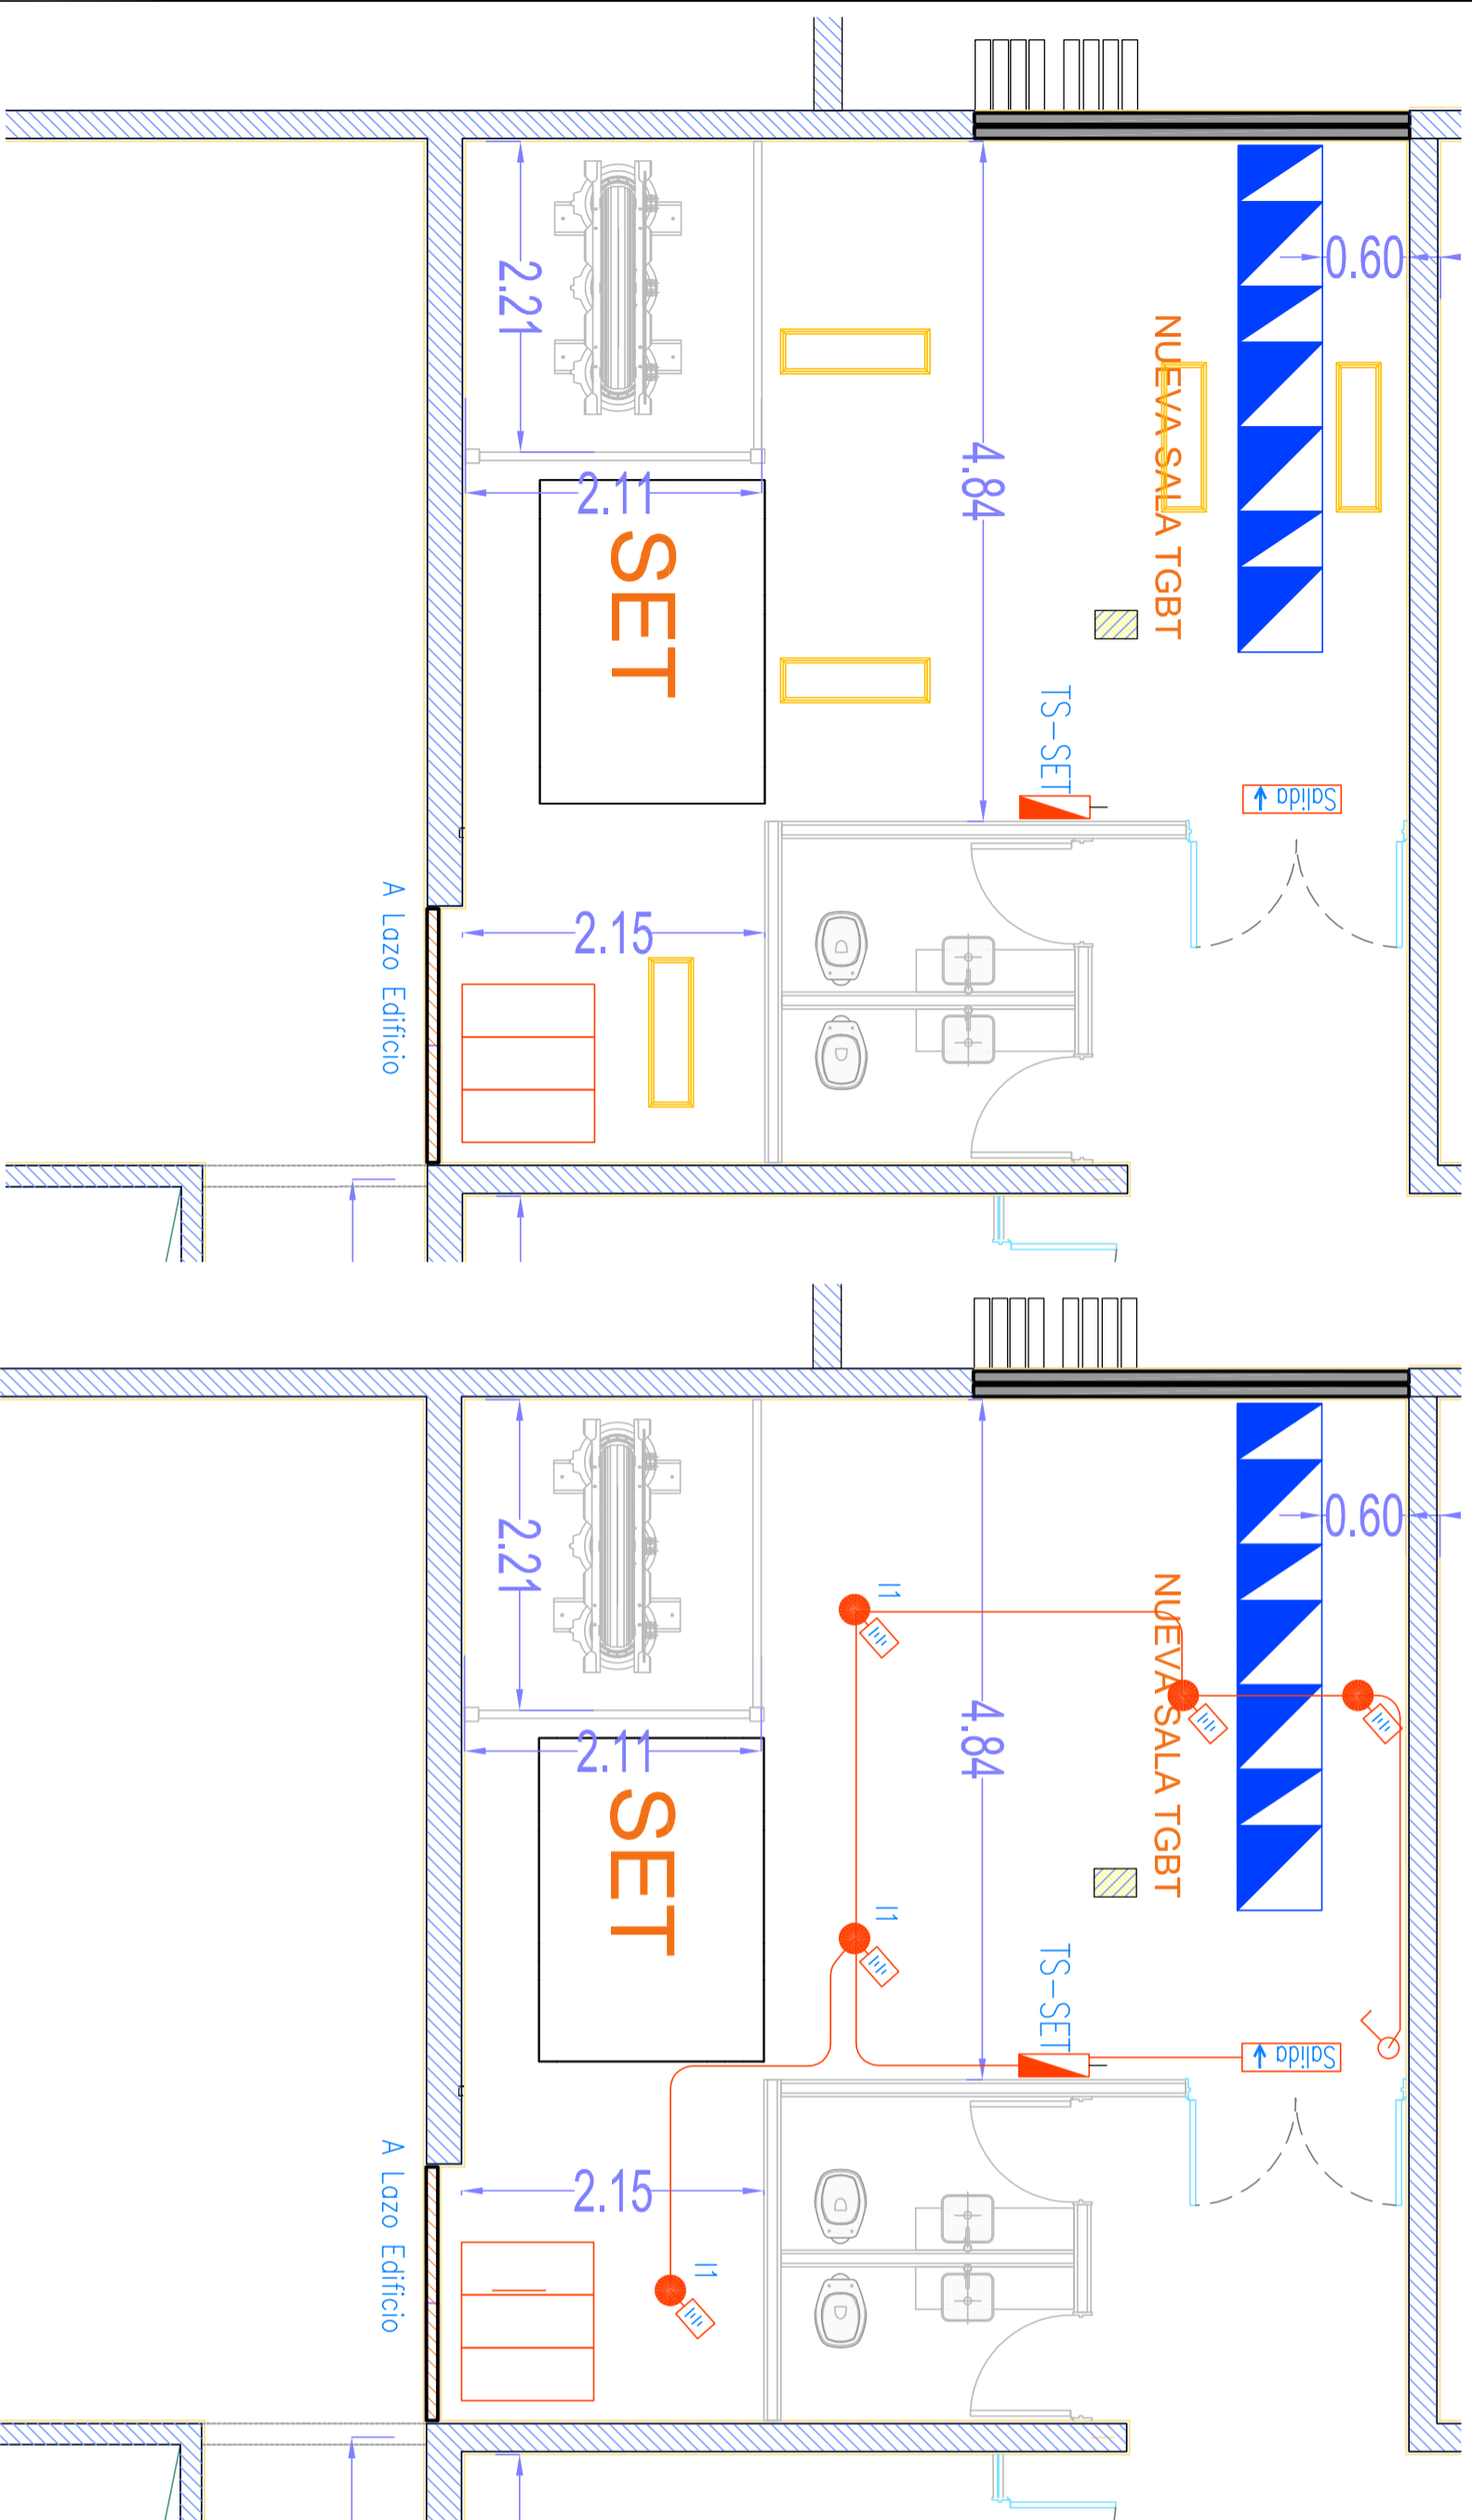 0.60
2.21
NUEVA SALA TGBT
4.84
2.11
SET
TS-SET
Salida
A Lazo Edificio
2.15
0.60
2.21
I1
NUEVA SALA TGBT
4.84
2.11
SET
I1
TS-SET
Salida
A Lazo Edificio
2.15
I1